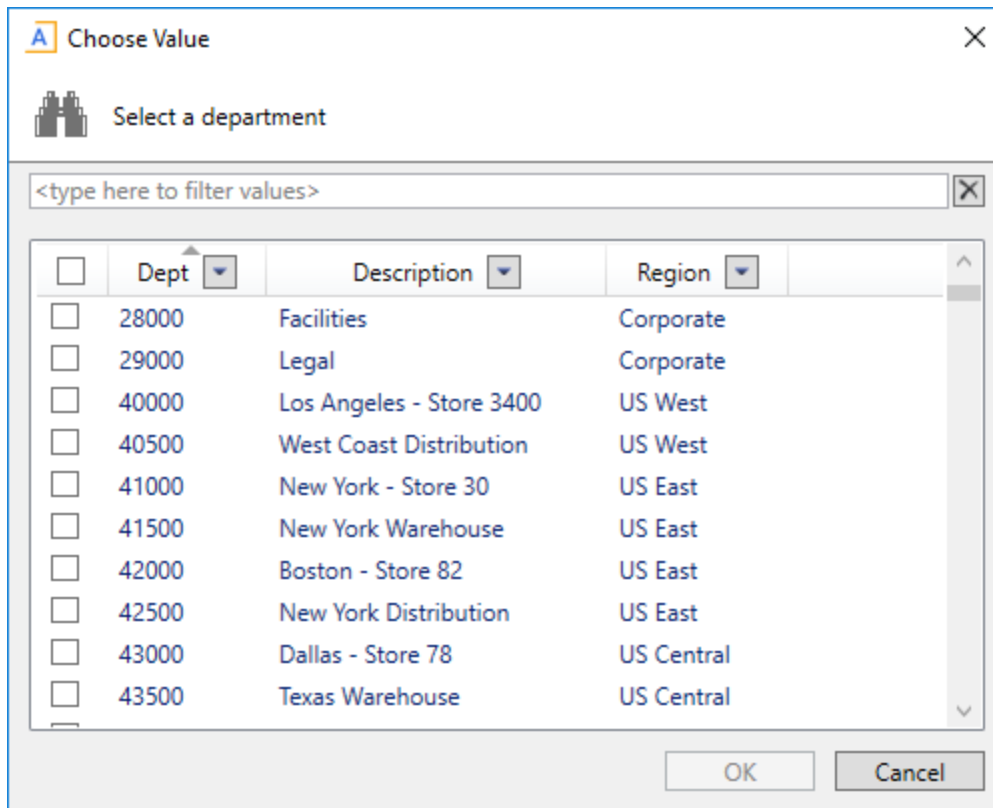 A Choose Value
Select a department
<type here to filter values>
Dept Description Region
28000 Facilities Corporate
29000 Legal Corporate
40000 Los Angeles - Store 3400 US West
40500 West Coast Distribution US West
41000 New York - Store 30 US East
41500 New York Warehouse US East
42000 Boston - Store 82 US East
42500 New York Distribution US East
43000 Dallas - Store 78 US Central
43500 Texas Warehouse US Central
OK Cancel